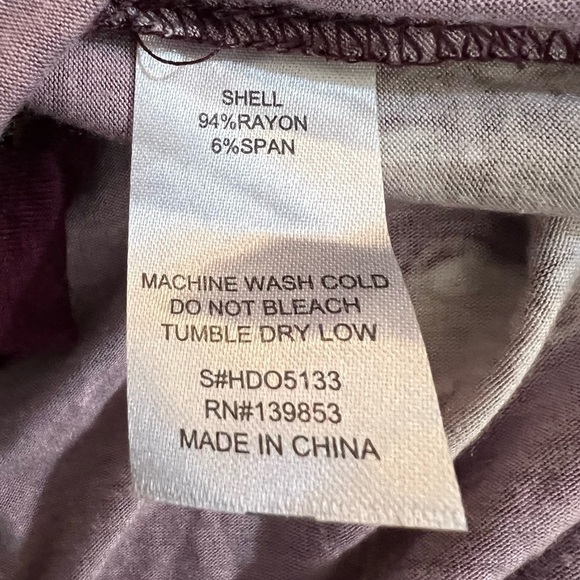 SHELL
94%RAYON
6%SPAN
MACHINE WASH COLD
DO NOT BLEACH
TUMBLE DRY LOW
S#HDO5133
RN#139853
MADE IN CHINA